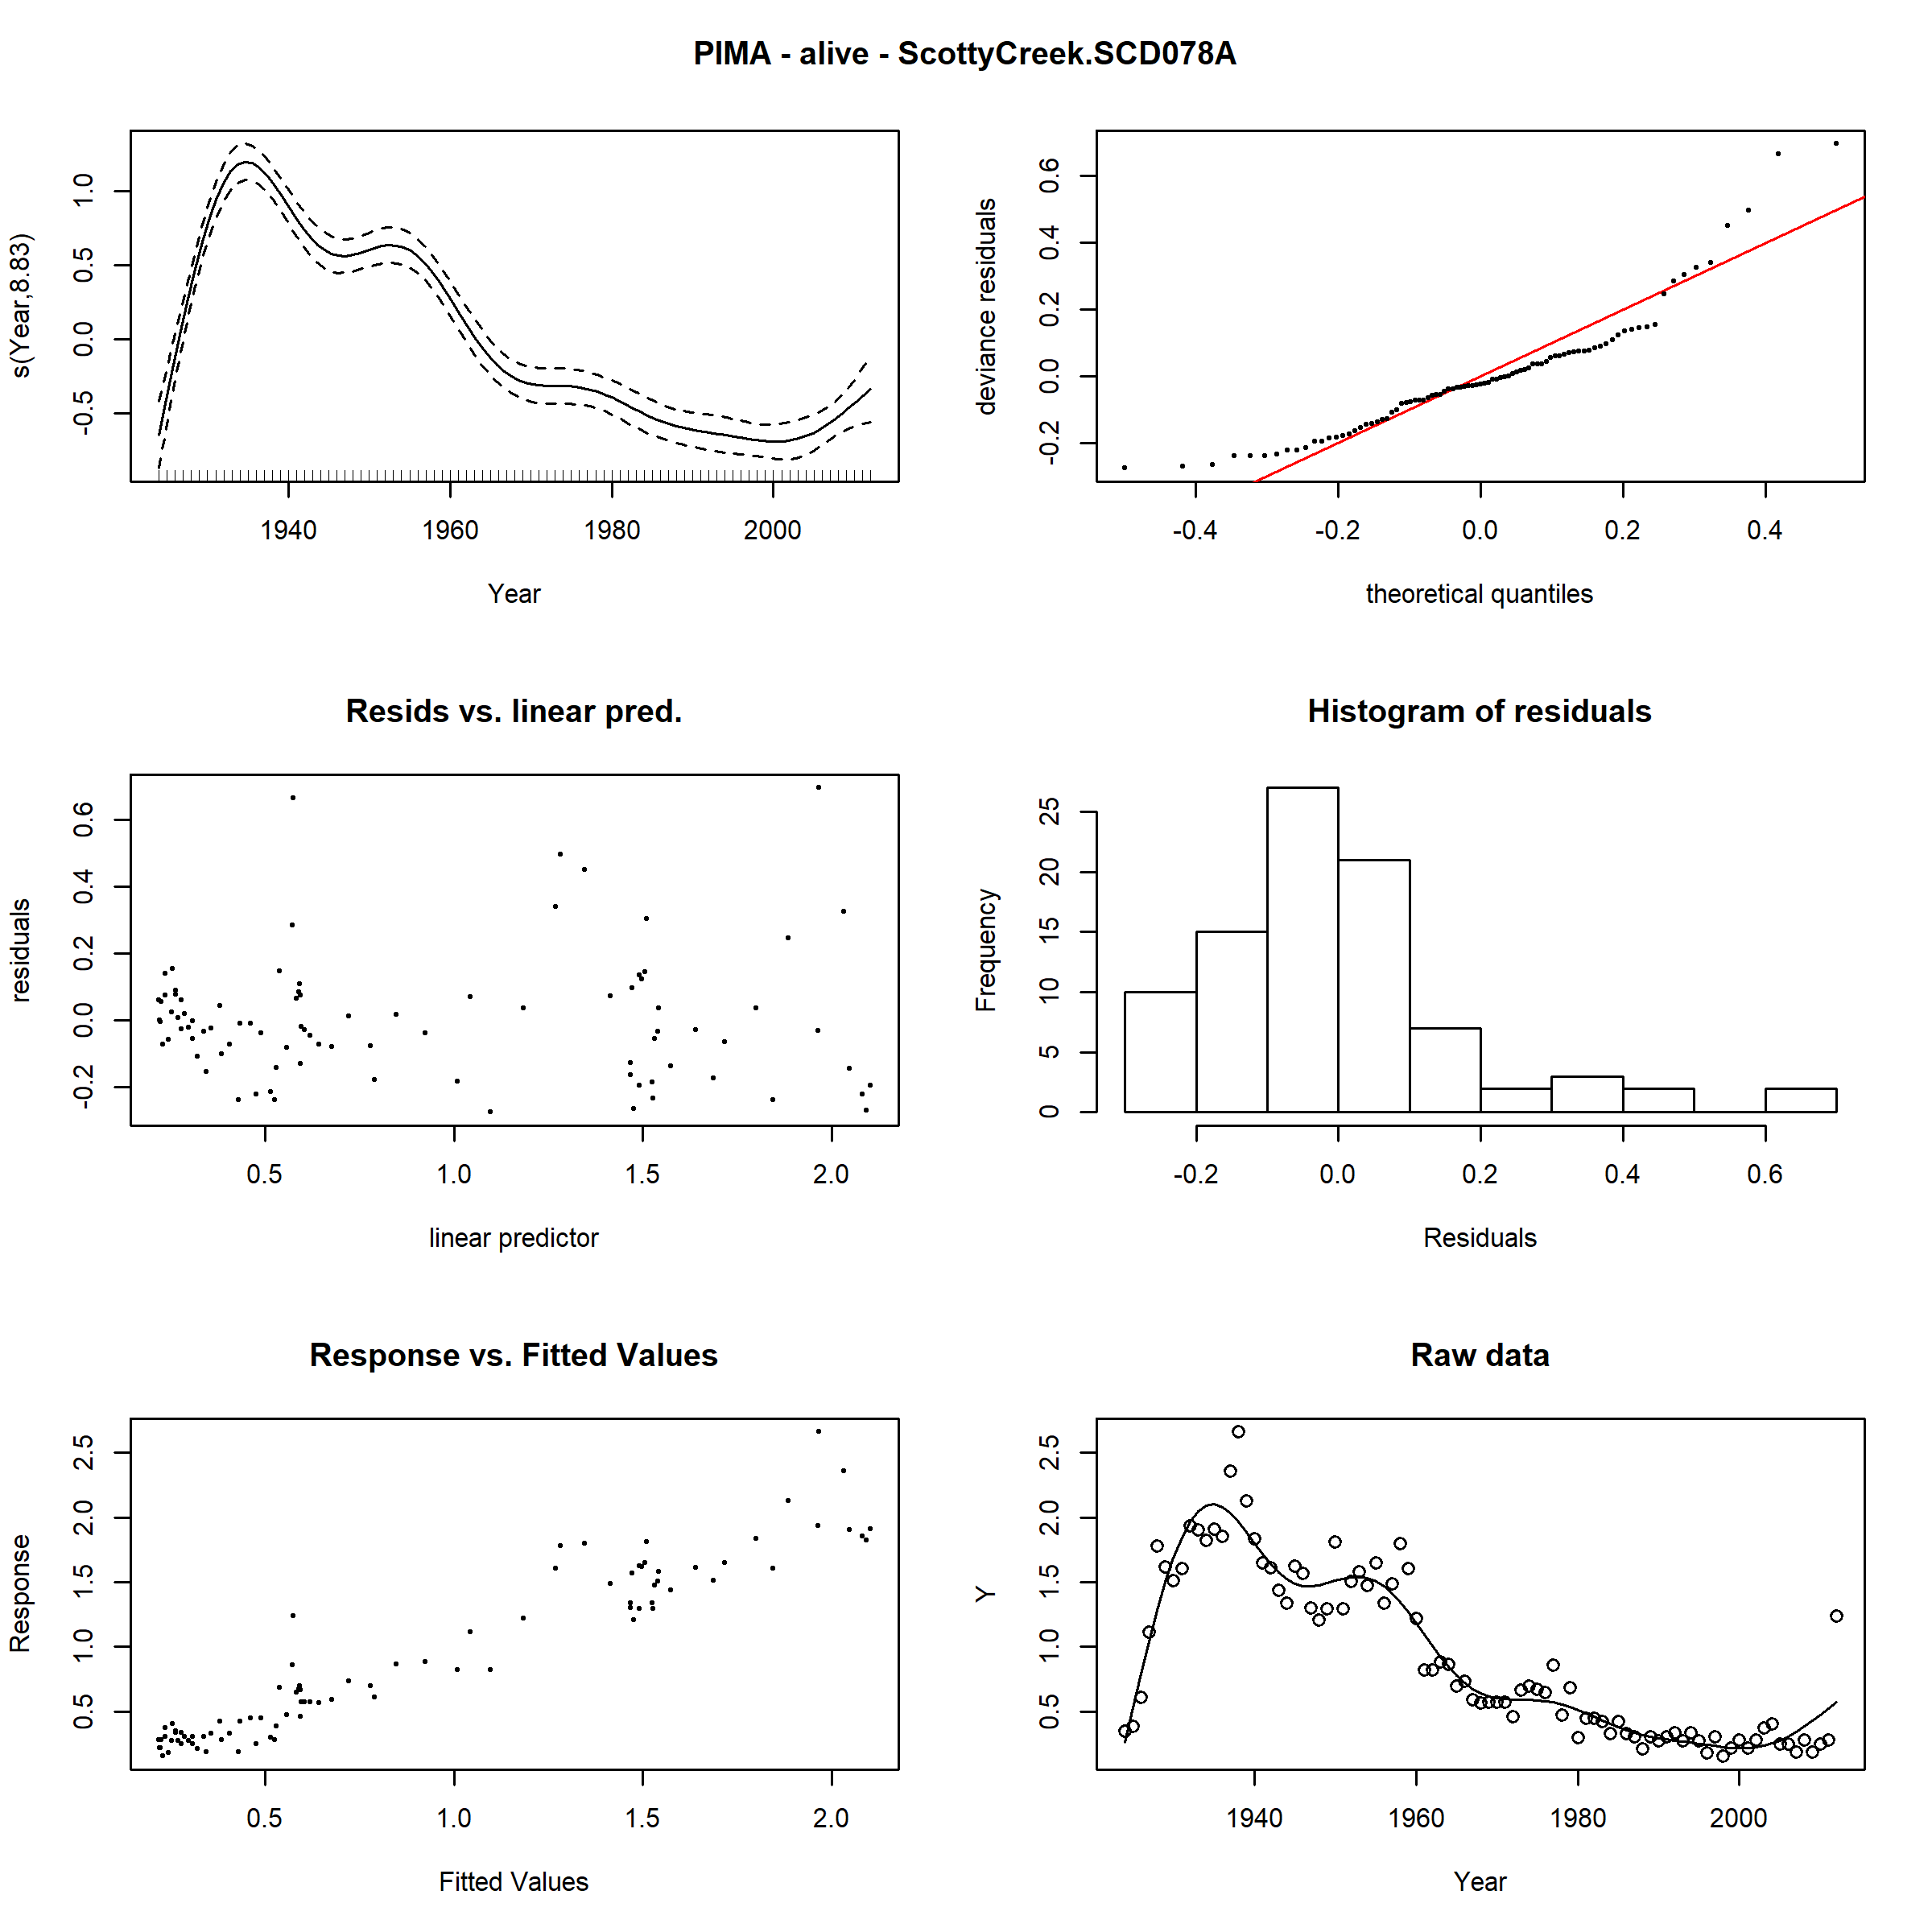 PIMA - alive - ScottyCreek.SCD078A
s(Year,8.83)
-0.5 0.0 0.5 1.0
1940 1960 1980 2000
Year
deviance residuals
-0.2 0.0 0.2 0.4 0.6
-0.4 -0.2 0.0 0.2 0.4
theoretical quantiles
Resids vs. linear pred.
residuals
-0.2 0.0 0.2 0.4 0.6
0.5 1.0 1.5 2.0
linear predictor
Histogram of residuals
Frequency
0 5 10 15 20 25
-0.2 0.0 0.2 0.4 0.6
Residuals
Response vs. Fitted Values
Response
0.5 1.0 1.5 2.0 2.5
0.5 1.0 1.5 2.0
Fitted Values
Raw data
Y
0.5 1.0 1.5 2.0 2.5
1940 1960 1980 2000
Year